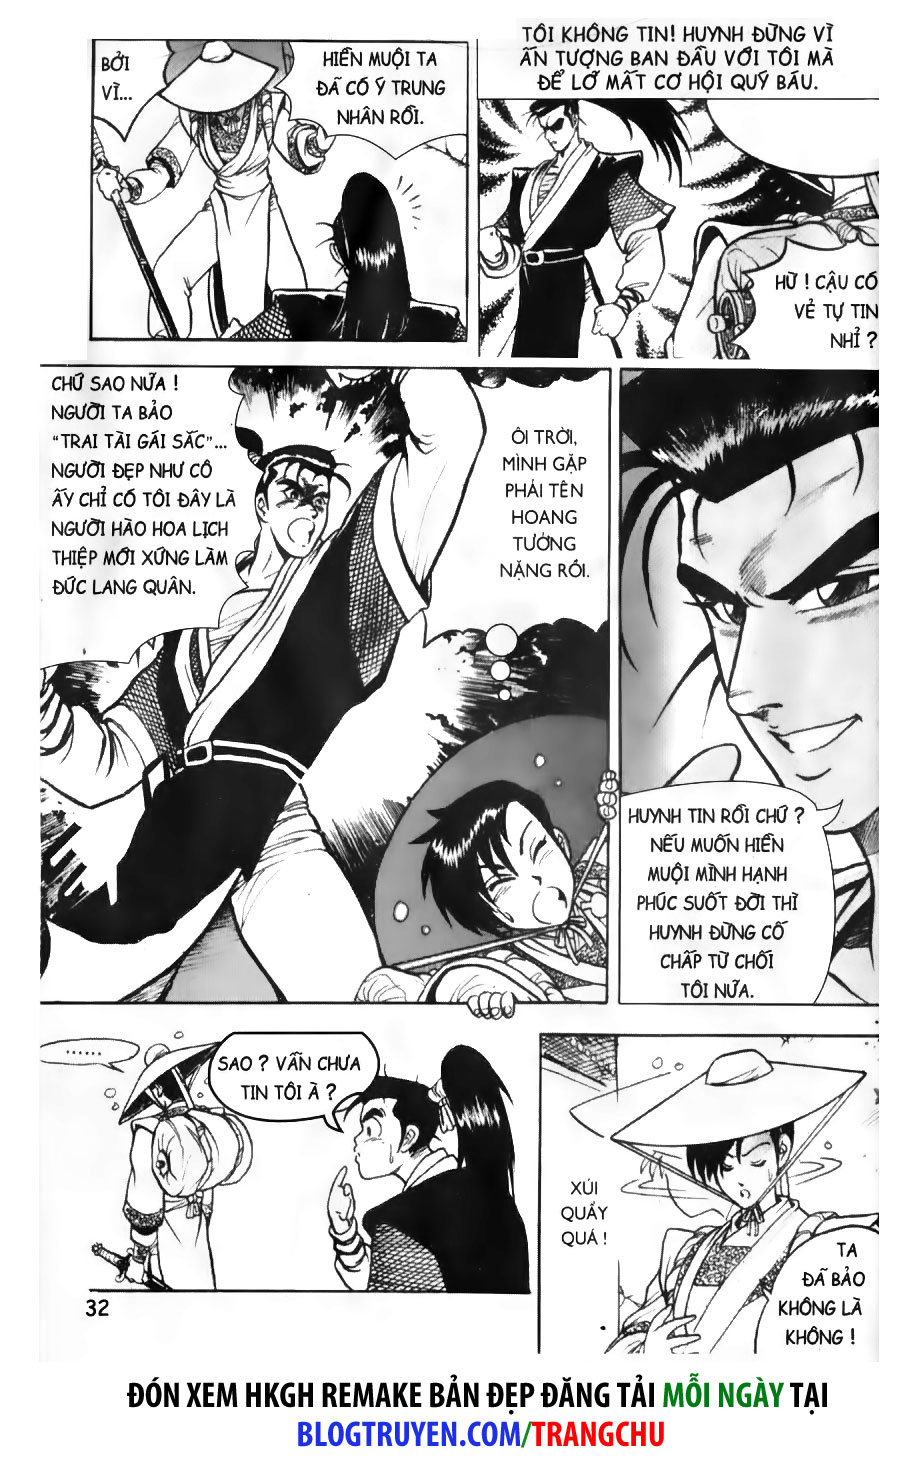 BỞI
VÌ...
HIỀN MUỘI TA
ĐÃ CÓ Ý TRUNG
NHÂN RỒI.
TÔI KHÔNG TIN! HUYNH ĐỪNG VÌ
ẤN TƯỢNG BAN ĐẦU VỚI TÔI MÀ
ĐỂ LỠ MẤT CƠ HỘI QUÝ BÁU.
HỪ ! CẬU CÓ
VẺ TỰ TIN
NHỈ ?
CHỨ SAO NỮA !
NGƯỜI TA BẢO
“TRAI TÀI GÁI SẮC”...
NGƯỜI ĐẸP NHƯ CÔ
ẤY CHỈ CÓ TÔI ĐÂY LÀ
NGƯỜI HÀO HOA LỊCH
THIỆP MỚI XỨNG LÀM
ĐỨC LANG QUÂN.
ÔI TRỜI,
MÌNH GẶP
PHẢI TÊN
HOANG
TƯỞNG
NẶNG RỒI.
HUYNH TIN RỒI CHỨ ?
NẾU MUỐN HIỀN
MUỘI MÌNH HẠNH
PHÚC SUỐT ĐỜI THÌ
HUYNH ĐỪNG CỐ
CHẤP TỪ CHỐI
TÔI NỮA.
......
SAO ? VẪN CHƯA
TIN TÔI À ?
XÚI
QUẨY
QUÁ !
TA
ĐÃ BẢO
KHÔNG LÀ
KHÔNG !
32
ĐÓN XEM HKGH REMAKE BẢN ĐẸP ĐĂNG TẢI MỖI NGÀY TẠI
BLOGTRUYEN.COM/TRANGCHU